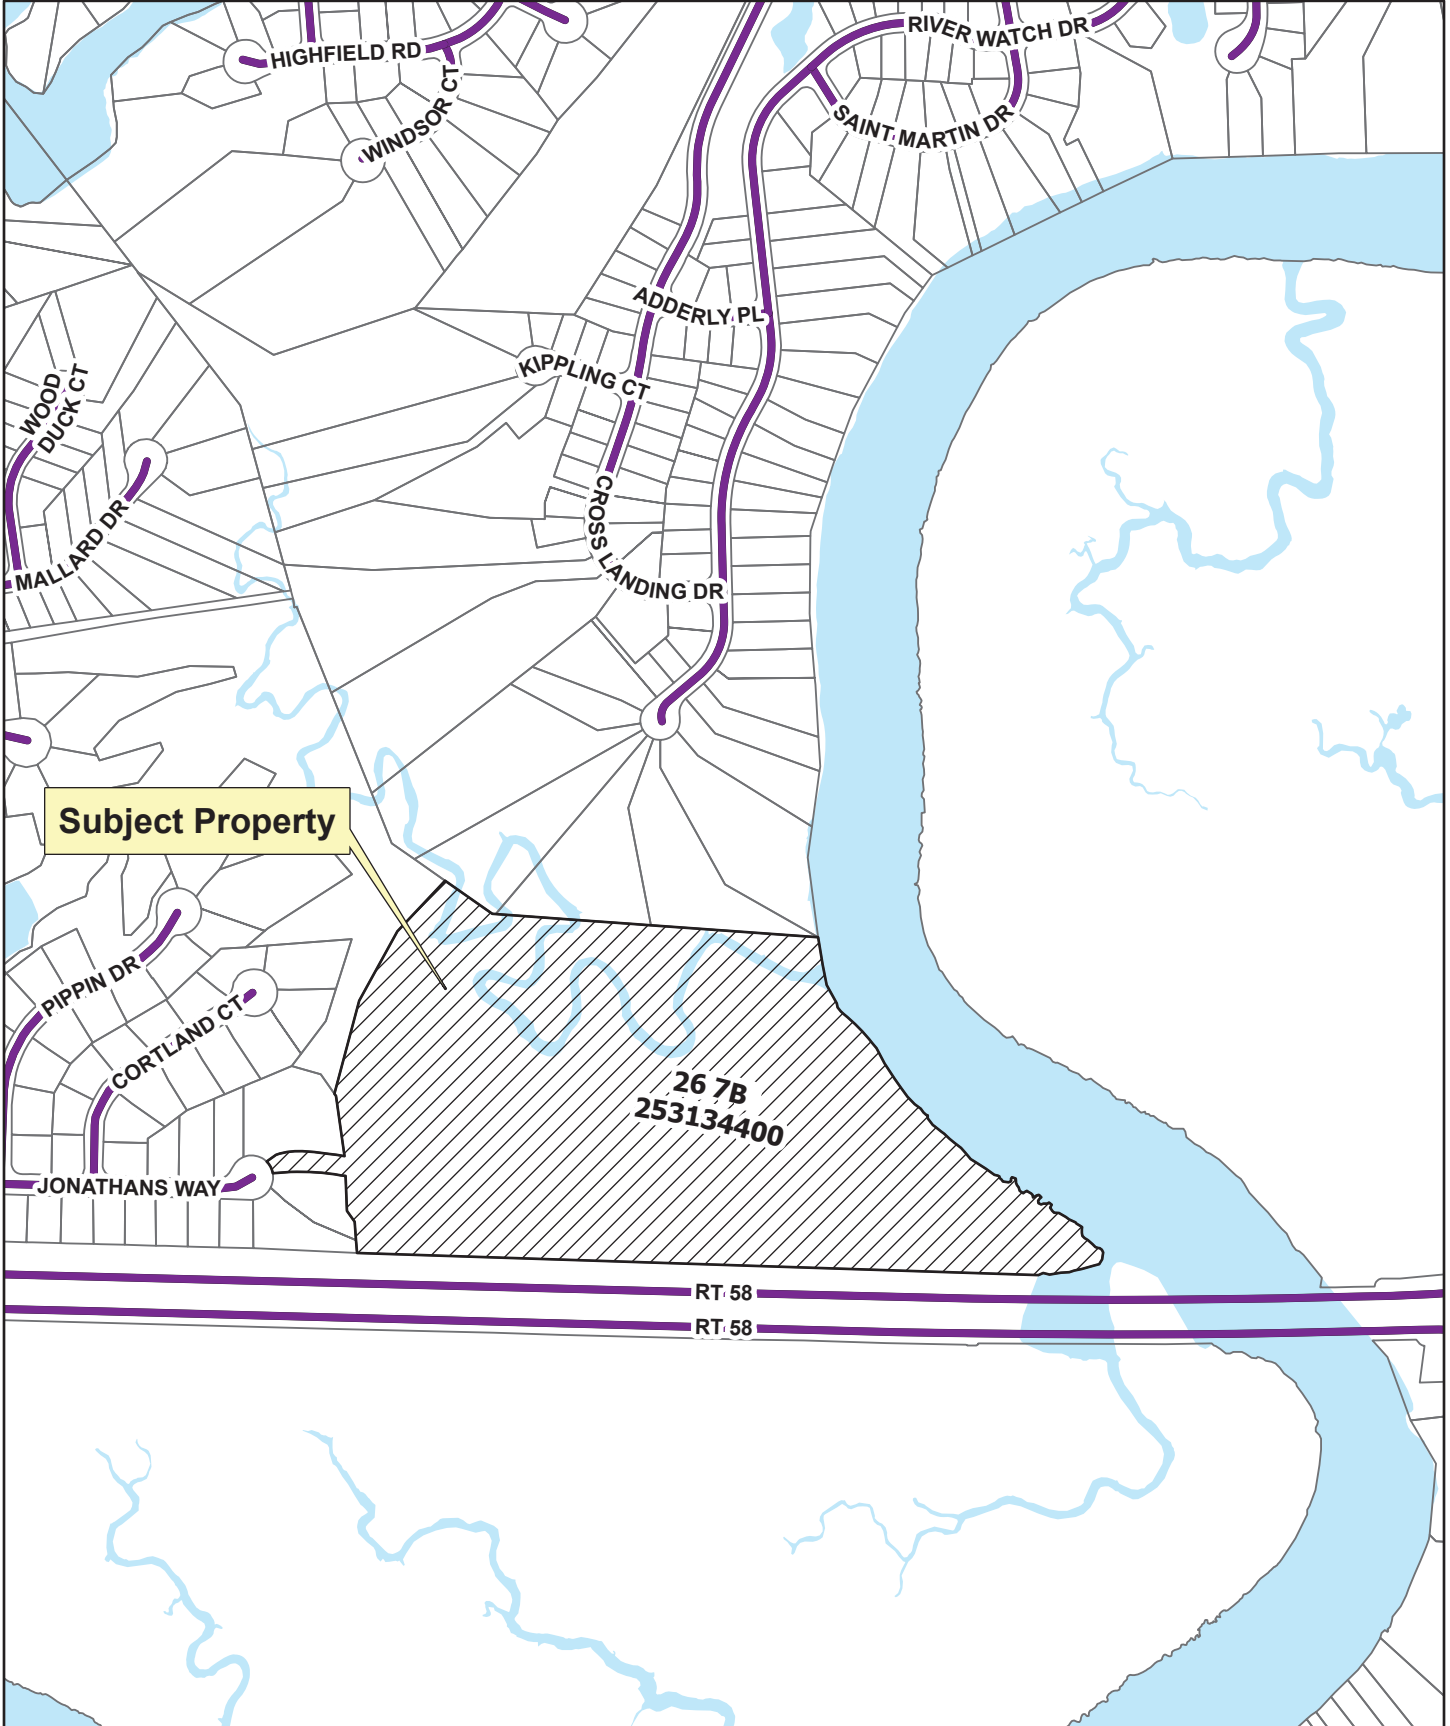 RIVER WATCH DR
HIGHFIELD RD
WINDSOR CT
SAINT MARTIN DR
ADDERLY PL
KIPPLING CT
WOOD
DUCK CT
CROSS LANDING DR
MALLARD DR
Subject Property
PIPPIN DR
CORTLAND CT
26 7B
253134400
JONATHANS WAY
RT 58
RT 58